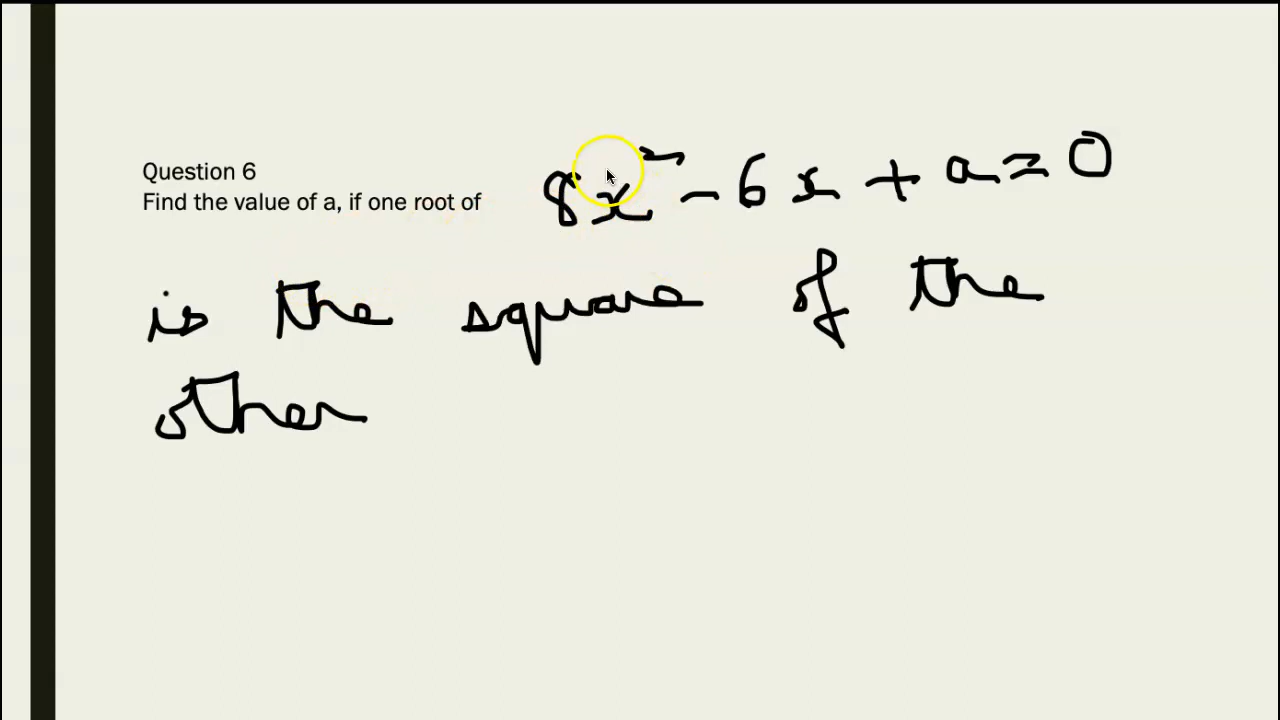 Question 6
Find the value of a, if one root of 8x² - 6x + a = 0
is the square of the
other